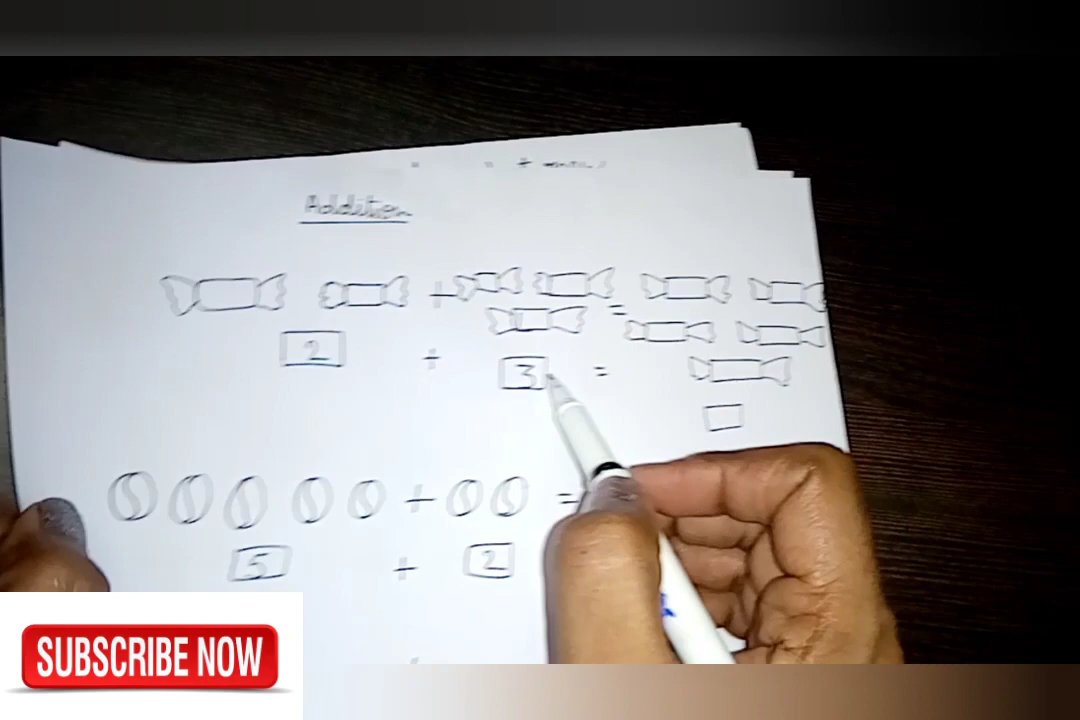 Addition
+ =
2 + 3 =
+ =
5 + 2
SUBSCRIBE NOW